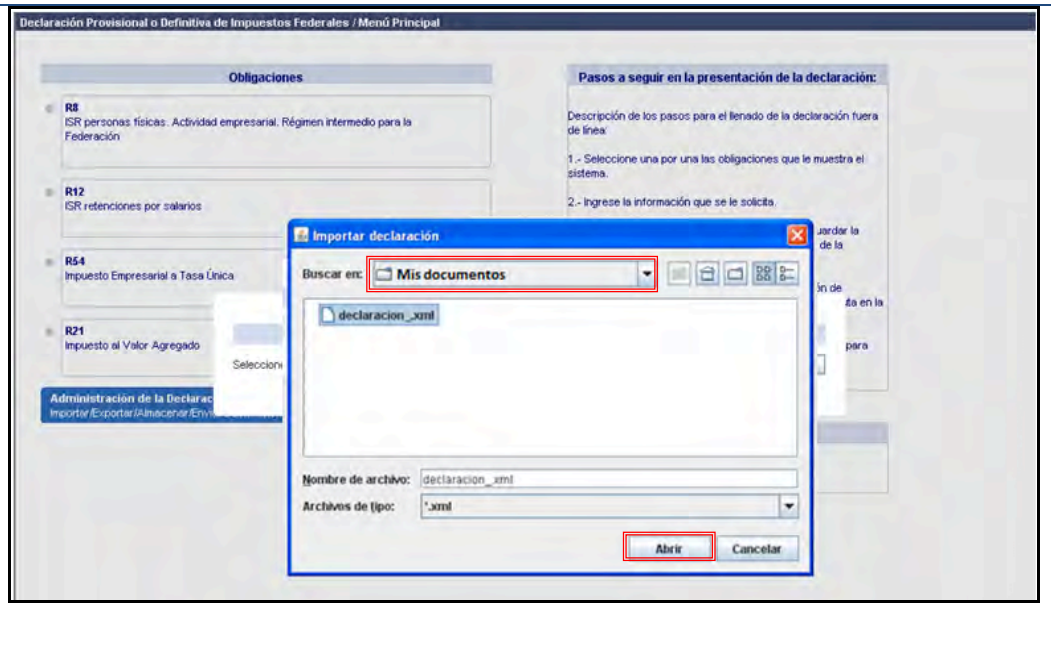 Declaración Provisional o Definitiva de Impuestos Federales / Menú Principal
Obligaciones
R8
ISR personas físicas. Actividad empresarial. Régimen intermedio para la
Federación
R12
ISR retenciones por salarios
R54
Impuesto Empresarial a Tasa Única
R21
Impuesto al Valor Agregado
Administración de la Declarac
Importar/Exportar/Almacenar/Envi
Pasos a seguir en la presentación de la declaración:
Descripción de los pasos para el llenado de la declaración fuera
de línea:
1.- Seleccione una por una las obligaciones que le muestra el
sistema.
2.- Ingrese la información que se le solicita.
uardar la
de la
ón de
ta en la
para
Seleccion
Importar declaración
Buscar en: Mis documentos
declaracion_.xml
Nombre de archivo: declaracion_xml
Archivos de tipo: *.xml
Abrir Cancelar